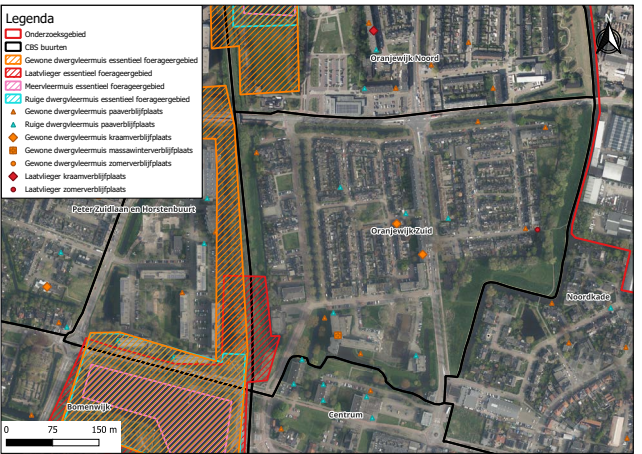 Legenda
Onderzoeksgebied
CBS buurten
Gewone dwergvleermuis essentieel foerageergebied
Laatvlieger essentieel foerageergebied
Meervleermuis essentieel foerageergebied
Ruige dwergvleermuis essentieel foerageergebied
Gewone dwergvleermuis paaverblijfplaats
Ruige dwergvleermuis paaverblijfplaats
Gewone dwergvleermuis kraamverblijfplaats
Gewone dwergvleermuis massawinterverblijfplaats
Gewone dwergvleermuis zomerverblijfplaats
Laatvlieger kraamverblijfplaats
Laatvlieger zomerverblijfplaats
N
Oranjewijk Noord
Peter Zuidlaan en Horstenbuurt
Oranjewijk Zuid
Noordkade
Bomenwijk
Centrum
0 75 150 m